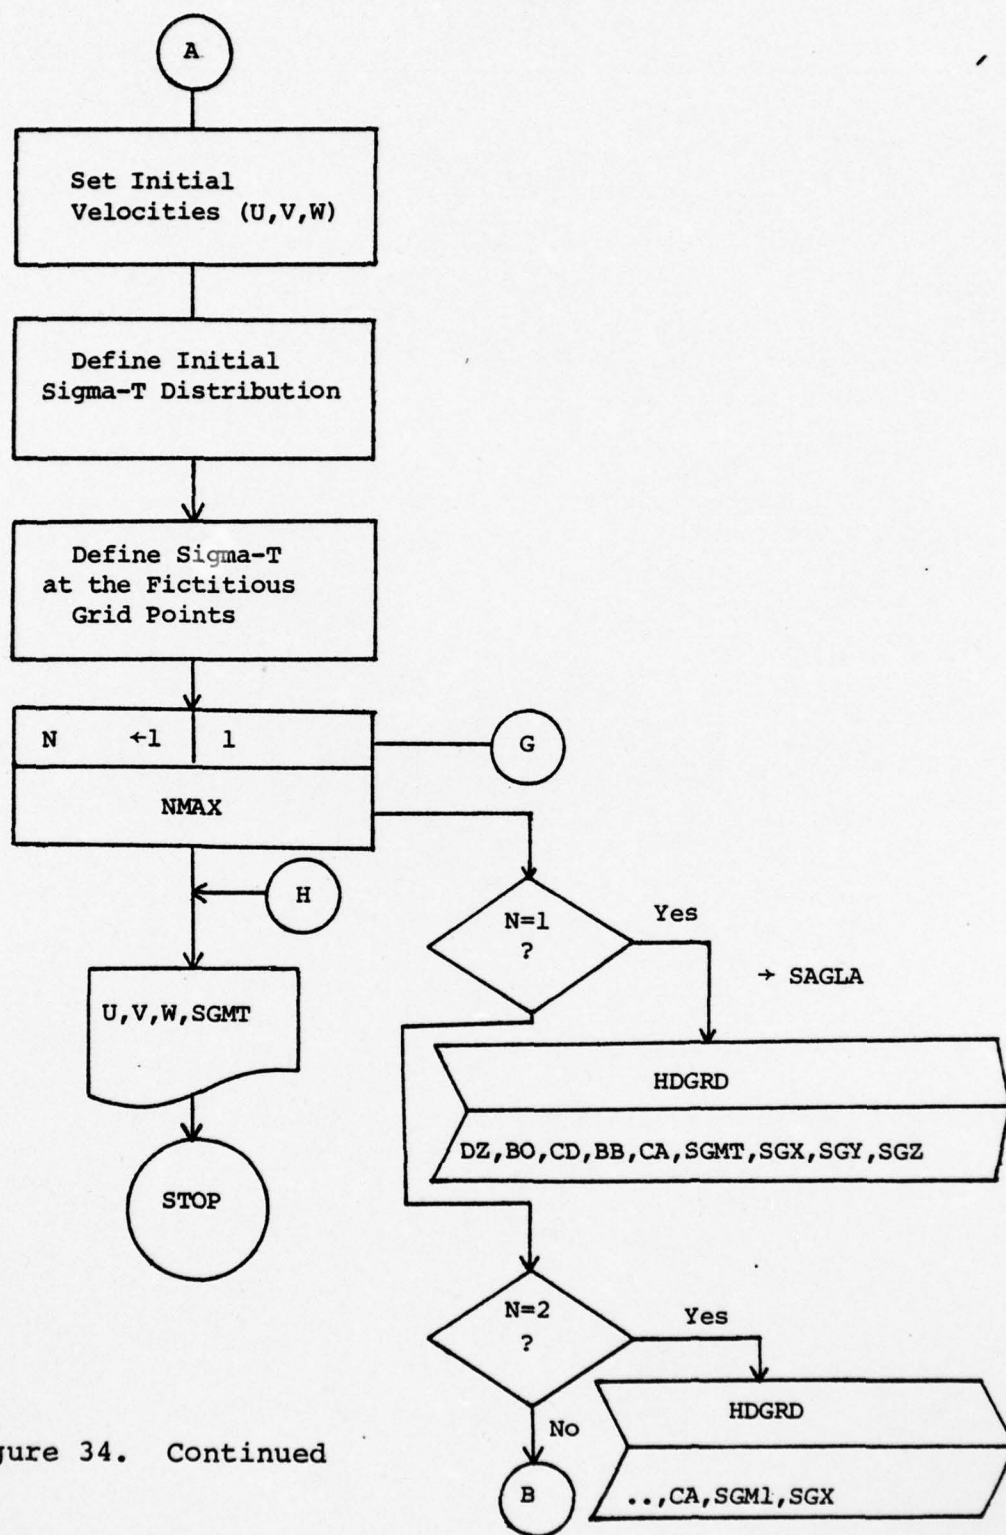 A
Set Initial
Velocities (U,V,W)
Define Initial
Sigma-T Distribution
Define Sigma-T
at the Fictitious
Grid Points
N ←1 1
G
NMAX
H
N=1
?
Yes
→ SAGLA
U,V,W,SGMT
HDGRD
DZ,BO,CD,BB,CA,SGMT,SGX,SGY,SGZ
STOP
N=2
?
Yes
HDGRD
No
..,CA,SGM1,SGX
B
gure 34. Continued